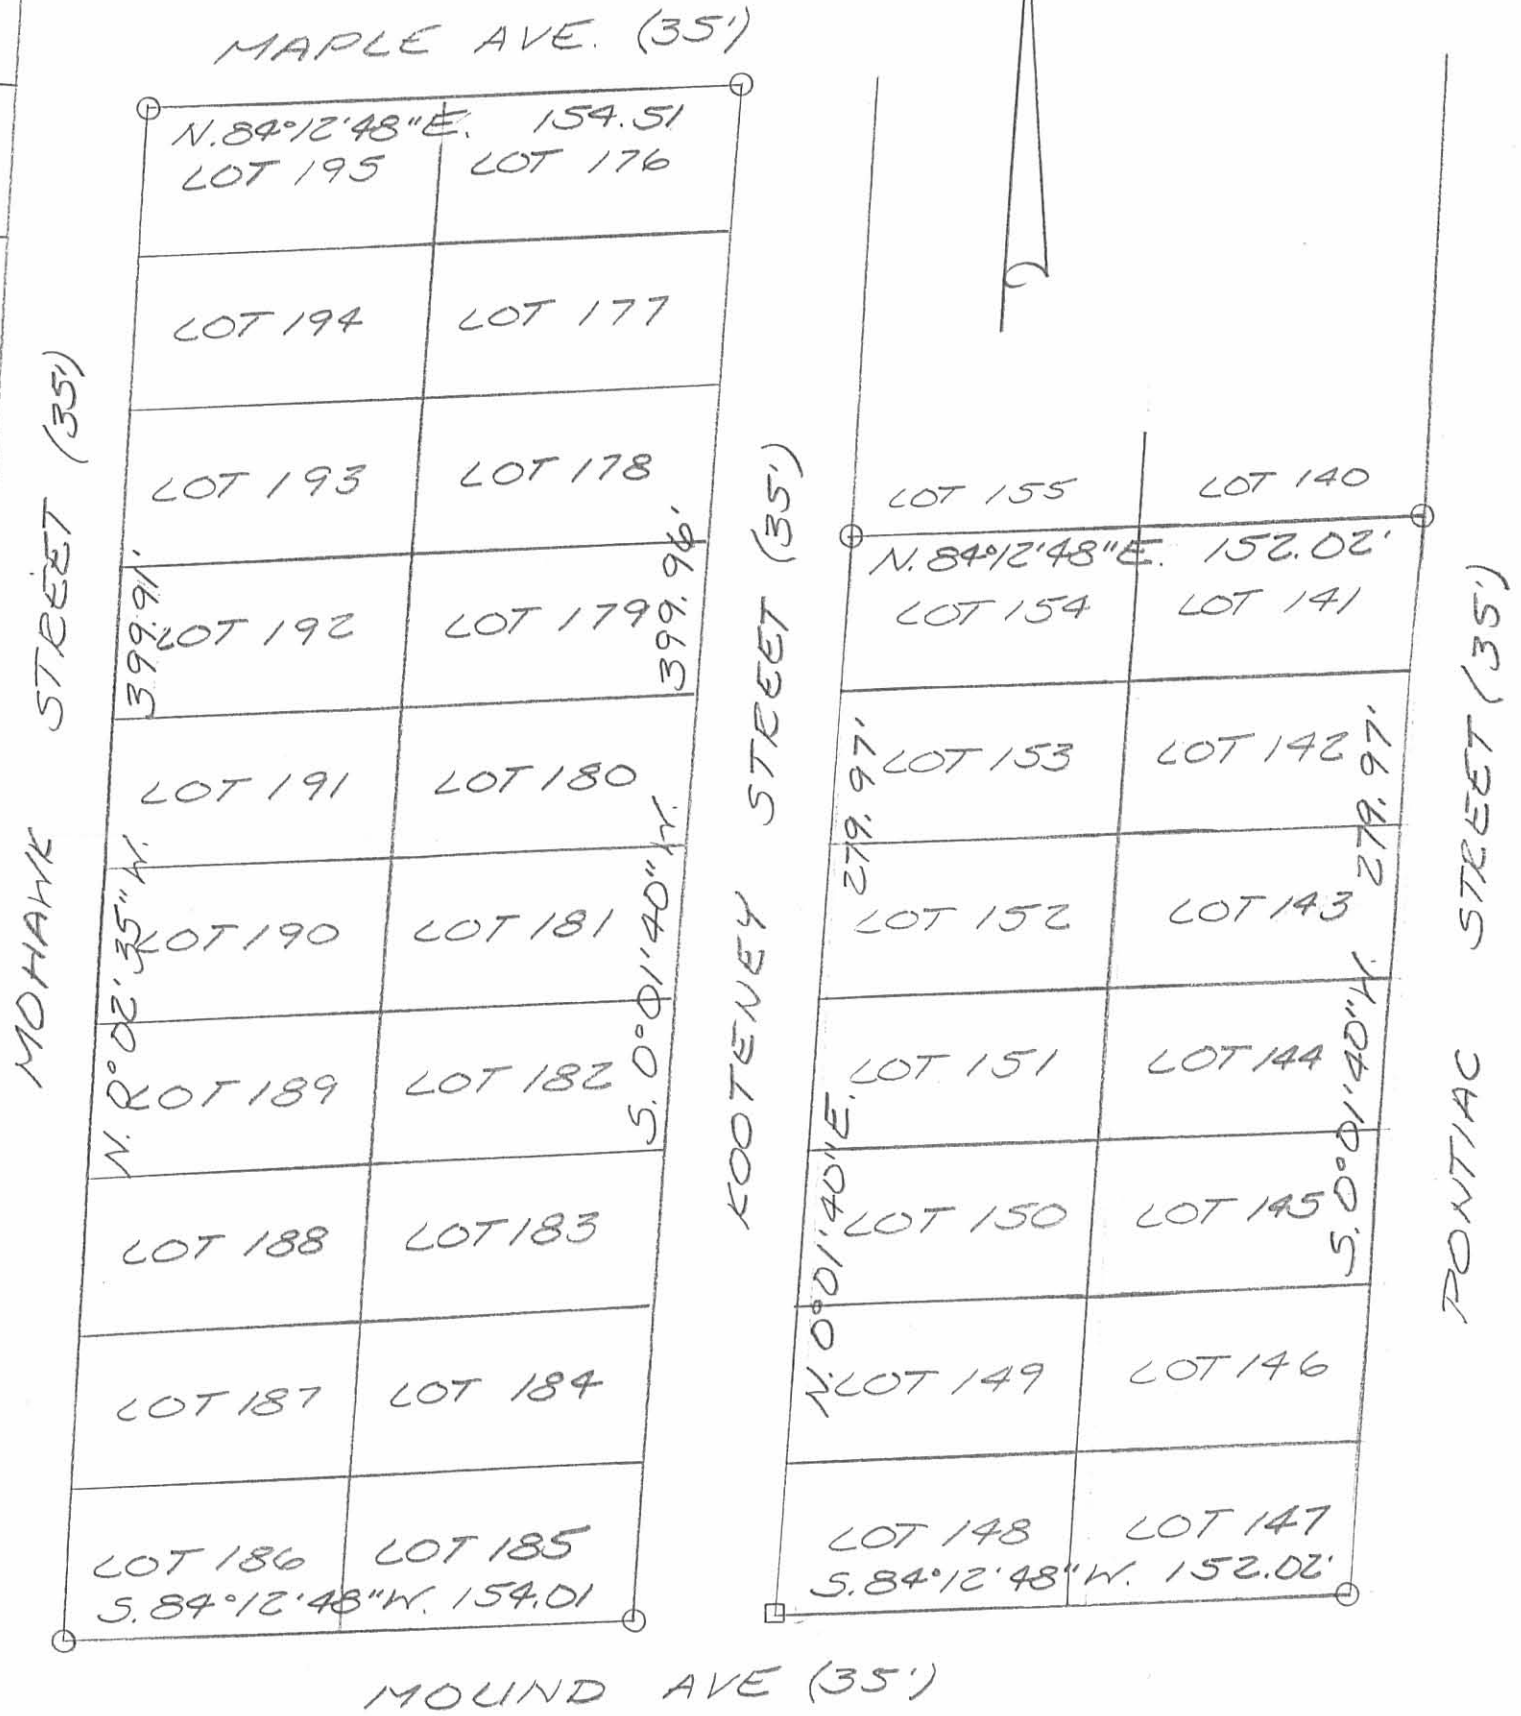 MAPLE AVE. (35')
N.84°12'48"E. 154.51
LOT 195 LOT 176
LOT 194 LOT 177
LOT 193 LOT 178
LOT 192 LOT 179
LOT 191 LOT 180
LOT 190 LOT 181
LOT 189 LOT 182
LOT 188 LOT 183
LOT 187 LOT 184
LOT 186 LOT 185
S.84°12'48"W. 154.01
MOHAWK STREET (35')
N. 0°02'35"W. 399.91'
S. 0°01'40"W. 399.96'
KOOTENEY STREET (35')
LOT 155 LOT 140
N.84°12'48"E. 152.02'
LOT 154 LOT 141
LOT 153 LOT 142
LOT 152 LOT 143
LOT 151 LOT 144
LOT 150 LOT 145
LOT 149 LOT 146
LOT 148 LOT 147
S.84°12'48"W. 152.02'
N.0°01'40"E. 279.97'
S.0°01'40"W. 279.97'
PONTIAC STREET (35')
MOUND AVE (35')